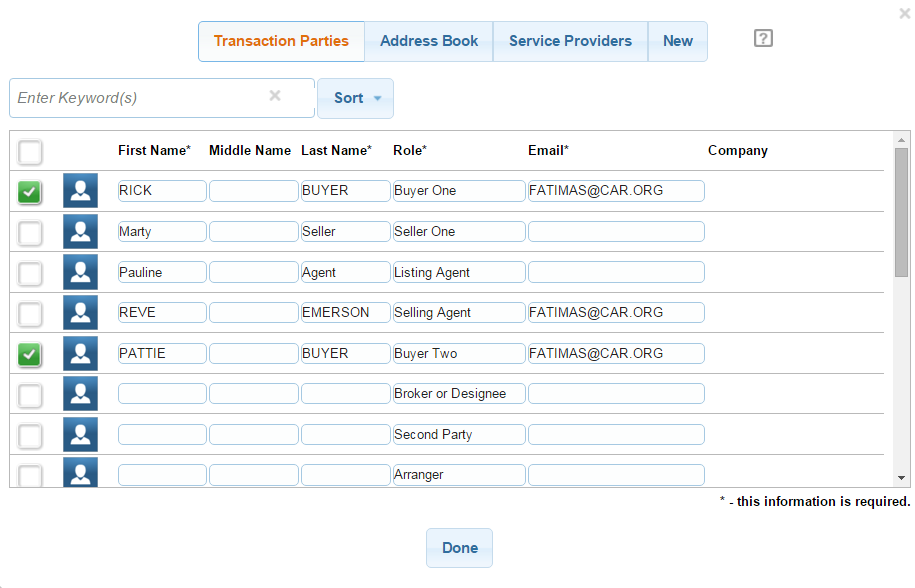 Transaction Parties Address Book Service Providers New ?
Enter Keyword(s) Sort
First Name* Middle Name Last Name* Role* Email* Company
RICK BUYER Buyer One FATIMAS@CAR.ORG
Marty Seller Seller One
Pauline Agent Listing Agent
REVE EMERSON Selling Agent FATIMAS@CAR.ORG
PATTIE BUYER Buyer Two FATIMAS@CAR.ORG
Broker or Designee
Second Party
Arranger
* - this information is required.
Done